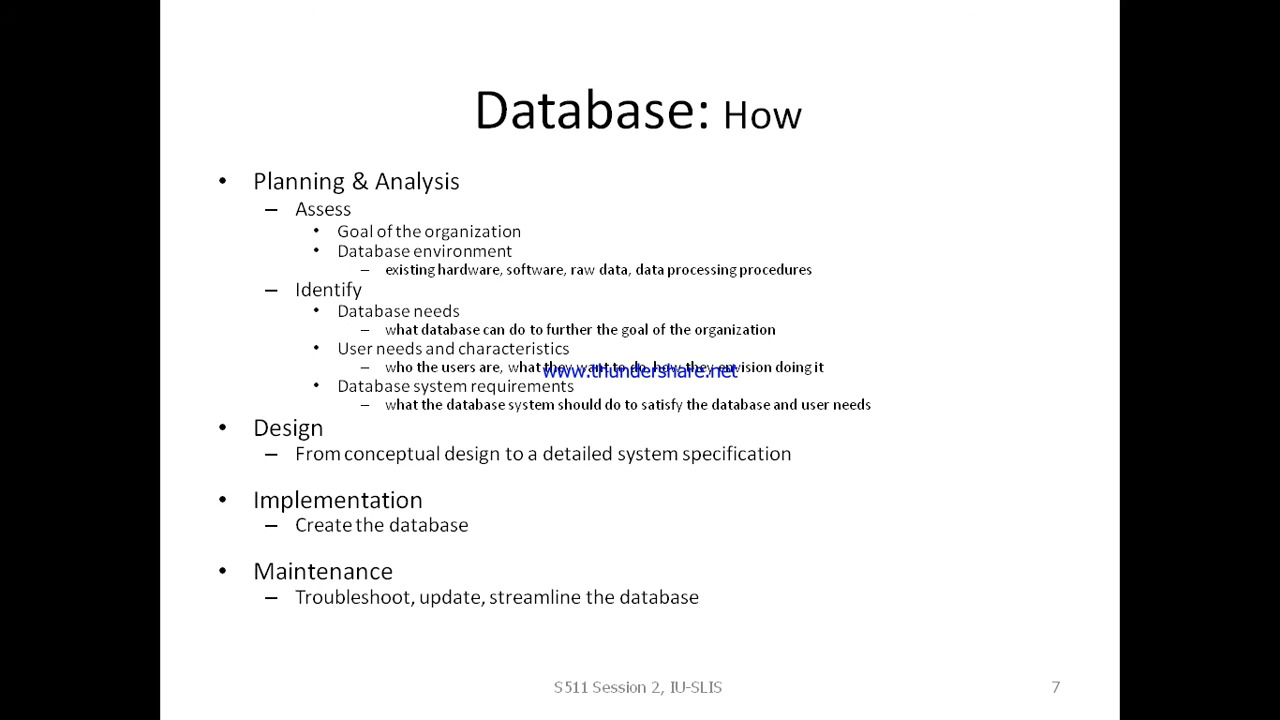 Database: How
• Planning & Analysis
– Assess
• Goal of the organization
• Database environment
– existing hardware, software, raw data, data processing procedures
– Identify
• Database needs
– what database can do to further the goal of the organization
• User needs and characteristics
– who the users are, what they want to do, how they envision doing it
www.thundershare.net
• Database system requirements
– what the database system should do to satisfy the database and user needs
• Design
– From conceptual design to a detailed system specification
• Implementation
– Create the database
• Maintenance
– Troubleshoot, update, streamline the database
S511 Session 2, IU-SLIS
7